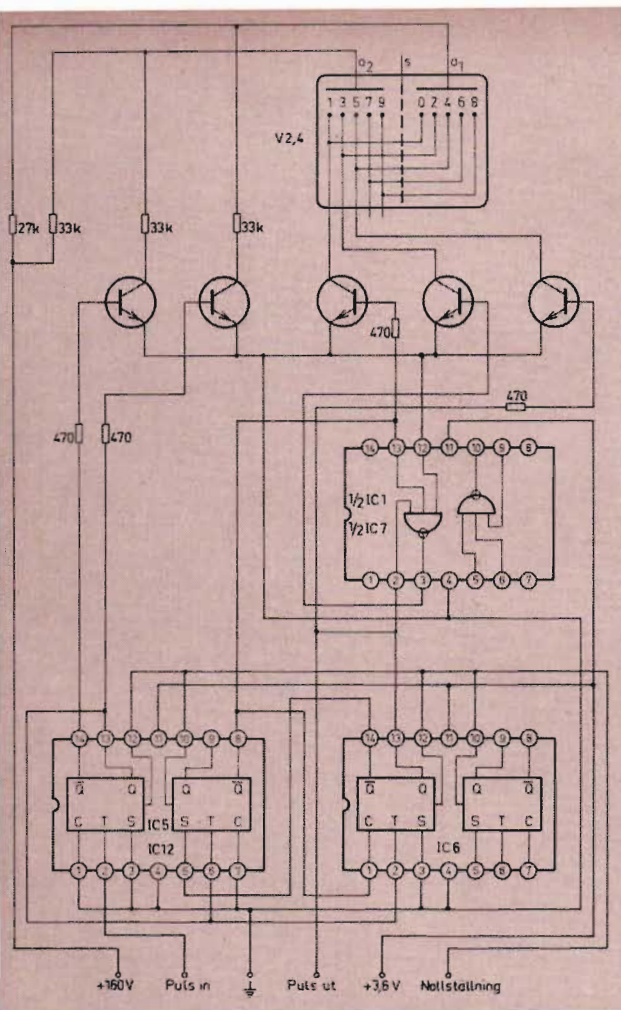 a2 s a1
1 3 5 7 9 0 2 4 6 8
V2,4
27k 33k 33k 33k
470
470
470 470
14 13 12 11 10 9 8
1/2 IC1
1/2 IC7
1 2 3 4 5 6 7
14 13 12 11 10 9 8 14 13 12 11 10 9 8
Q̅ Q Q Q̅ Q̅ Q Q Q̅
C T S S T C C T S S T C
IC5
IC12 IC6
1 2 3 4 5 6 7 1 2 3 4 5 6 7
+160V Puls in Puls ut +3,6 V Nollställning